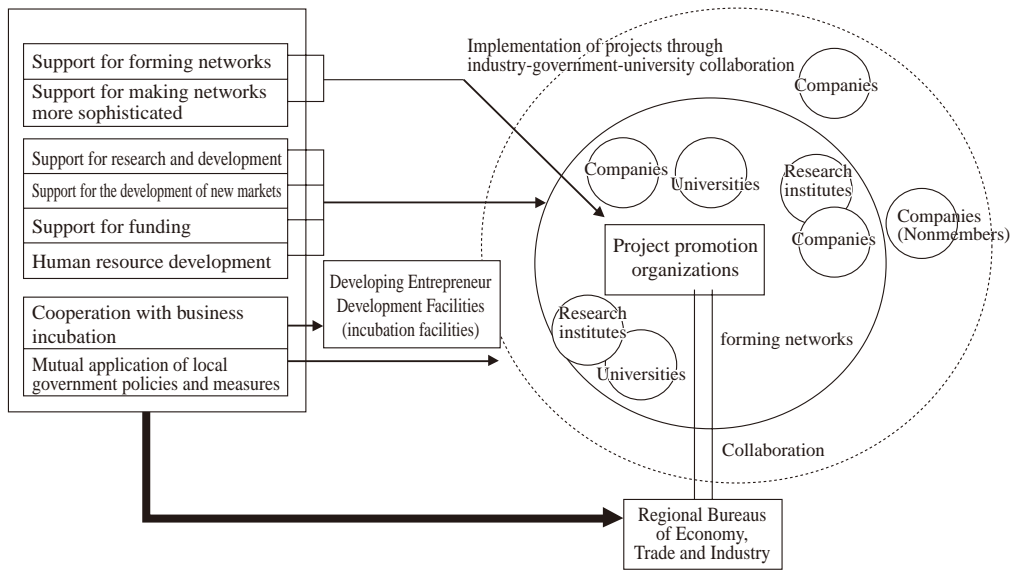 Support for forming networks
Support for making networks
more sophisticated
Support for research and development
Support for the development of new markets
Support for funding
Human resource development
Cooperation with business
incubation
Mutual application of local
government policies and measures
Developing Entrepreneur
Development Facilities
(incubation facilities)
Implementation of projects through
industry-government-university collaboration
Companies
Companies
Universities
Research
institutes
Companies
Companies
(Nonmembers)
Project promotion
organizations
Research
institutes
Universities
forming networks
Collaboration
Regional Bureaus
of Economy,
Trade and Industry